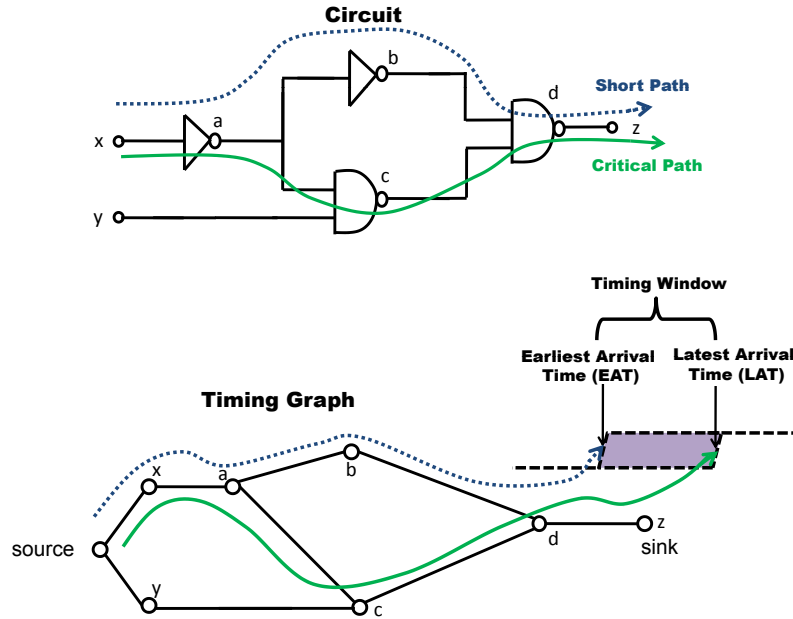 Circuit
b
d
Short Path
a
x
z
Critical Path
c
y
Timing Window
Earliest Arrival
Time (EAT)
Latest Arrival
Time (LAT)
Timing Graph
x
a
b
source
z
d
sink
y
c